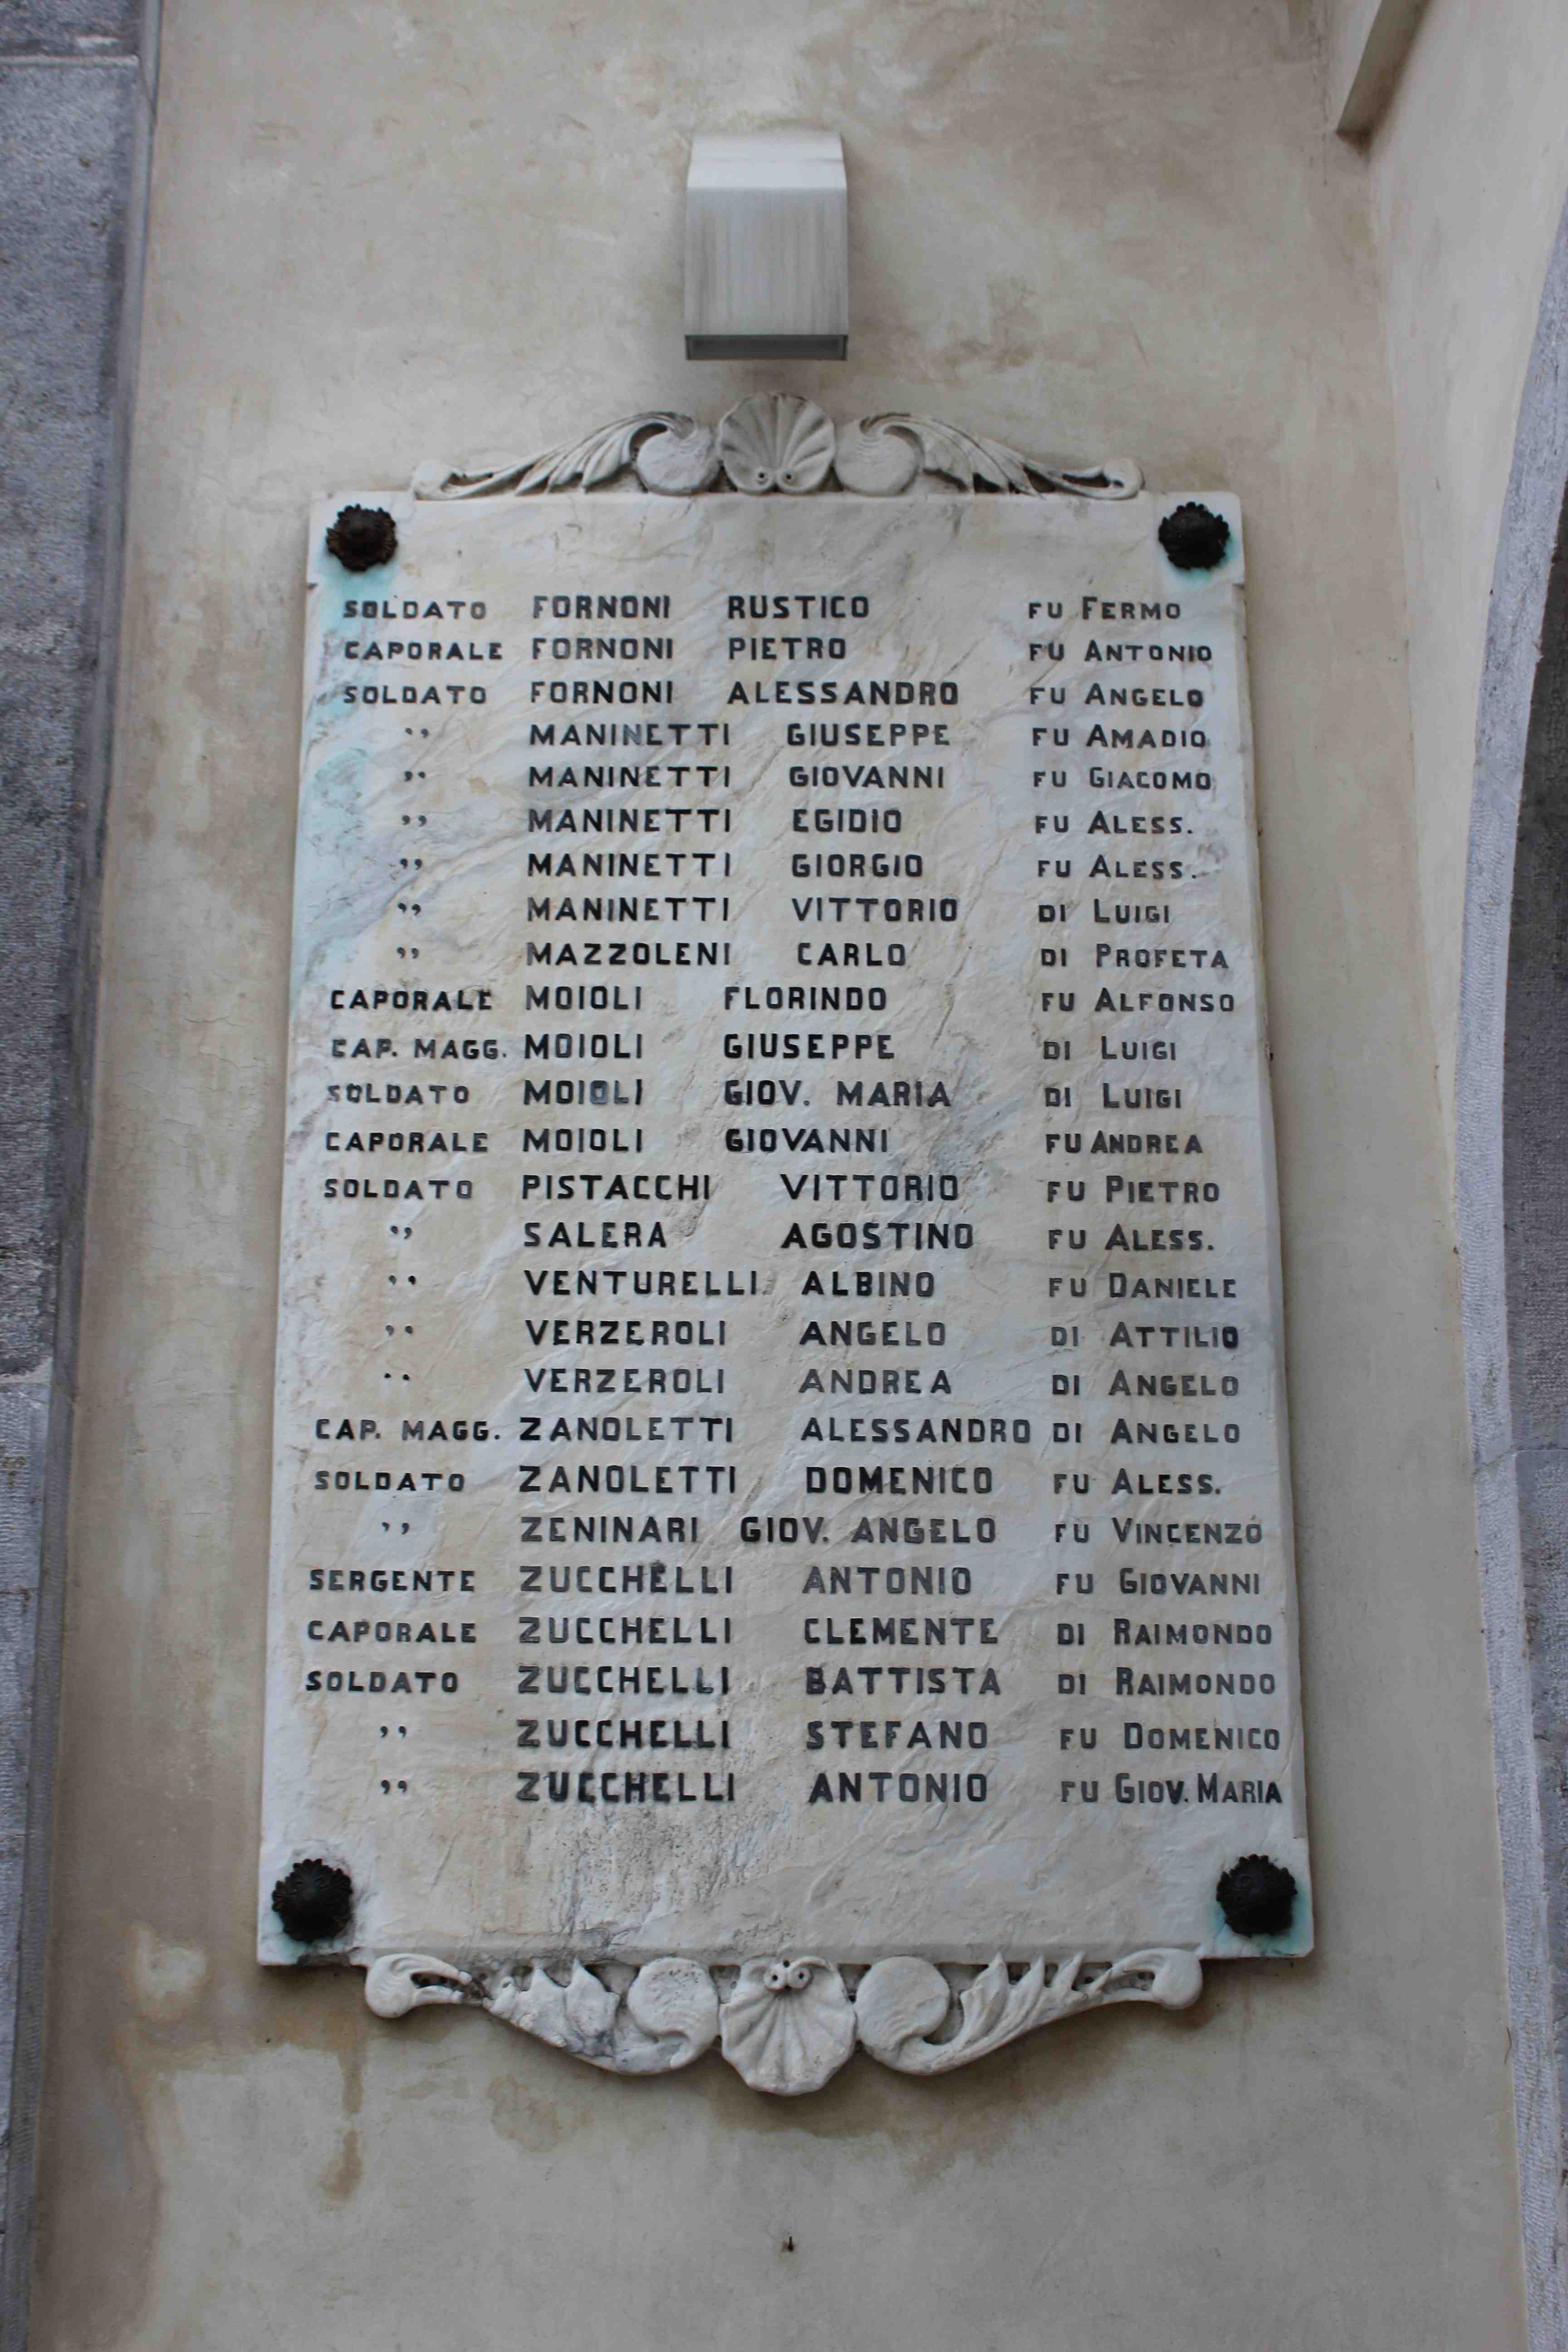 SOLDATO FORNONI RUSTICO FU FERMO
CAPORALE FORNONI PIETRO FU ANTONIO
SOLDATO FORNONI ALESSANDRO FU ANGELO
,, MANINETTI GIUSEPPE FU AMADIO
,, MANINETTI GIOVANNI FU GIACOMO
,, MANINETTI EGIDIO FU ALESS.
,, MANINETTI GIORGIO FU ALESS.
,, MANINETTI VITTORIO DI LUIGI
,, MAZZOLENI CARLO DI PROFETA
CAPORALE MOIOLI FLORINDO FU ALFONSO
CAP. MAGG. MOIOLI GIUSEPPE DI LUIGI
SOLDATO MOIOLI GIOV. MARIA DI LUIGI
CAPORALE MOIOLI GIOVANNI FU ANDREA
SOLDATO PISTACCHI VITTORIO FU PIETRO
,, SALERA AGOSTINO FU ALESS.
,, VENTURELLI ALBINO FU DANIELE
,, VERZEROLI ANGELO DI ATTILIO
,, VERZEROLI ANDREA DI ANGELO
CAP. MAGG. ZANOLETTI ALESSANDRO DI ANGELO
SOLDATO ZANOLETTI DOMENICO FU ALESS.
,, ZENINARI GIOV. ANGELO FU VINCENZO
SERGENTE ZUCCHELLI ANTONIO FU GIOVANNI
CAPORALE ZUCCHELLI CLEMENTE DI RAIMONDO
SOLDATO ZUCCHELLI BATTISTA DI RAIMONDO
,, ZUCCHELLI STEFANO FU DOMENICO
,, ZUCCHELLI ANTONIO FU GIOV. MARIA